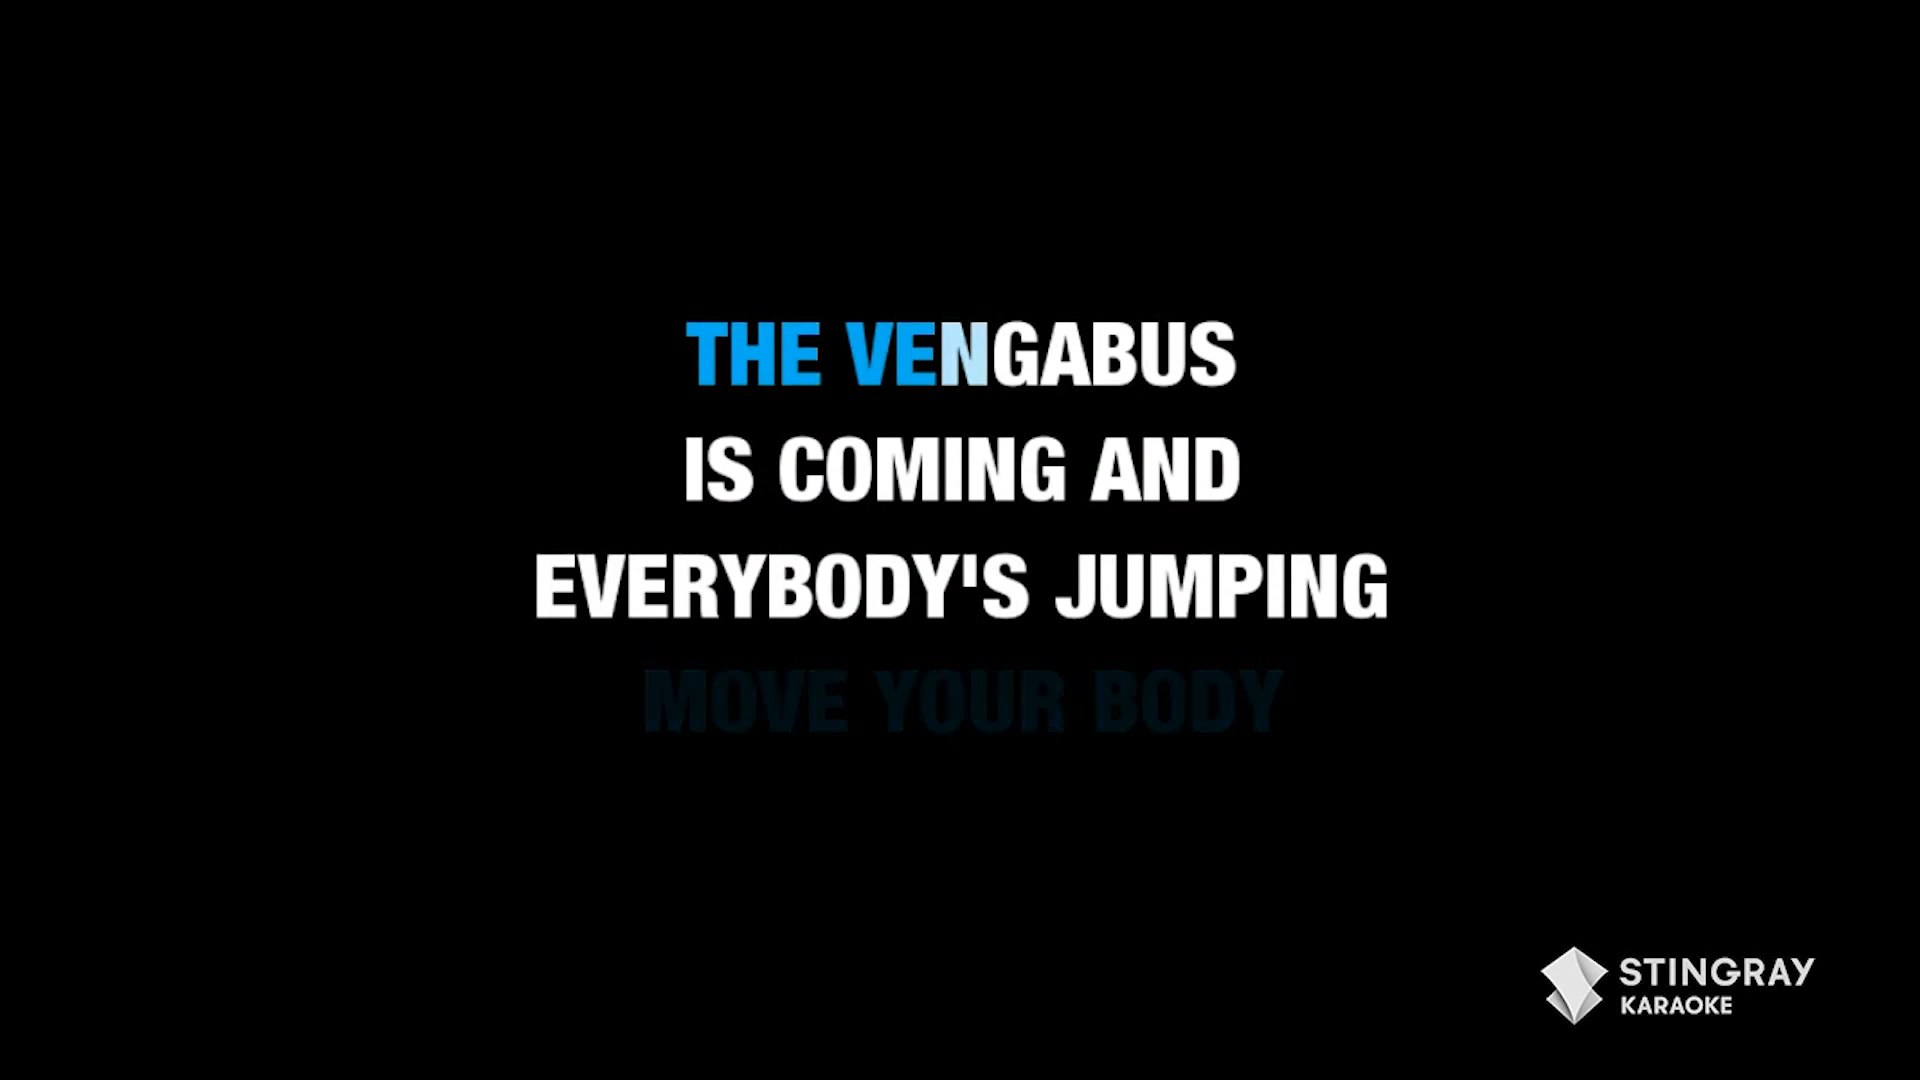 THE VENGABUS
IS COMING AND
EVERYBODY'S JUMPING
MOVE YOUR BODY
STINGRAY
KARAOKE